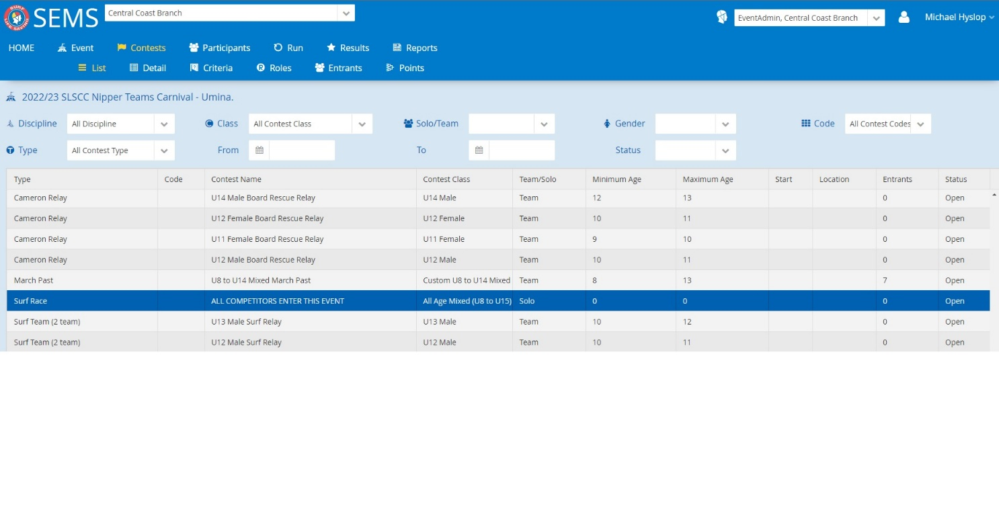 SURF LIFE SAVING SEMS Central Coast Branch EventAdmin, Central Coast Branch Michael Hyslop
HOME Event Contests Participants Run Results Reports
List Detail Criteria Roles Entrants Points
2022/23 SLSCC Nipper Teams Carnival - Umina.
Discipline All Discipline Class All Contest Class Solo/Team Gender Code All Contest Codes
Type All Contest Type From To Status
Type Code Contest Name Contest Class Team/Solo Minimum Age Maximum Age Start Location Entrants Status
Cameron Relay U14 Male Board Rescue Relay U14 Male Team 12 13 0 Open
Cameron Relay U12 Female Board Rescue Relay U12 Female Team 10 11 0 Open
Cameron Relay U11 Female Board Rescue Relay U11 Female Team 9 10 0 Open
Cameron Relay U12 Male Board Rescue Relay U12 Male Team 10 11 0 Open
March Past U8 to U14 Mixed March Past Custom U8 to U14 Mixed Team 8 13 7 Open
Surf Race ALL COMPETITORS ENTER THIS EVENT All Age Mixed (U8 to U15) Solo 0 0 0 Open
Surf Team (2 team) U13 Male Surf Relay U13 Male Team 10 12 0 Open
Surf Team (2 team) U12 Male Surf Relay U12 Male Team 10 11 0 Open